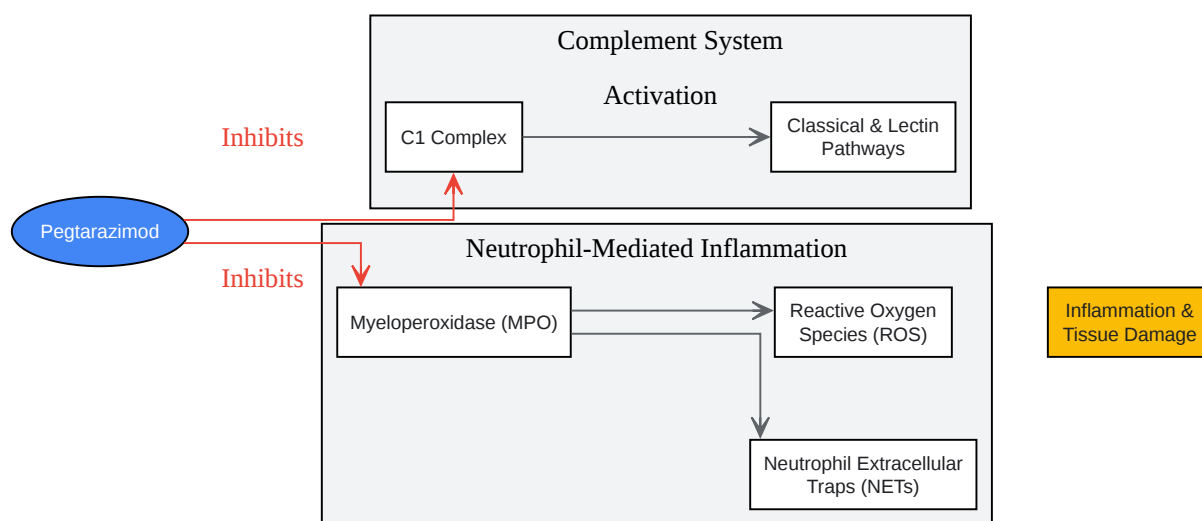 Complement System
Activation
Inhibits
C1 Complex
Classical & Lectin
Pathways
Pegtarazimod
Neutrophil-Mediated Inflammation
Inhibits
Myeloperoxidase (MPO)
Reactive Oxygen
Species (ROS)
Inflammation &
Tissue Damage
Neutrophil Extracellular
Traps (NETs)